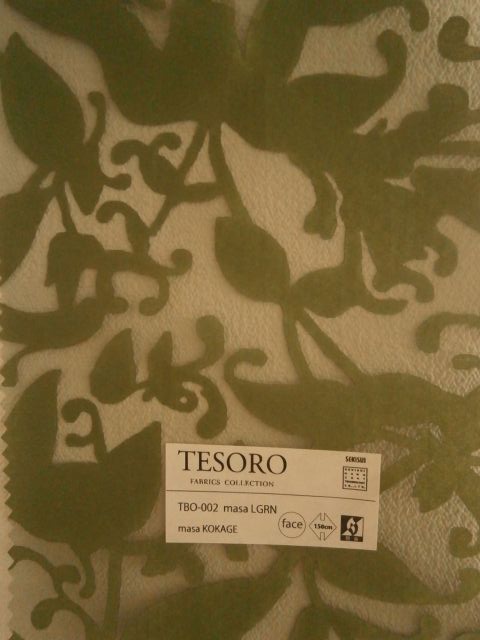 TESORO
FABRICS COLLECTION
TBO-002 masa LGRN
masa KOKAGE
face
150cm